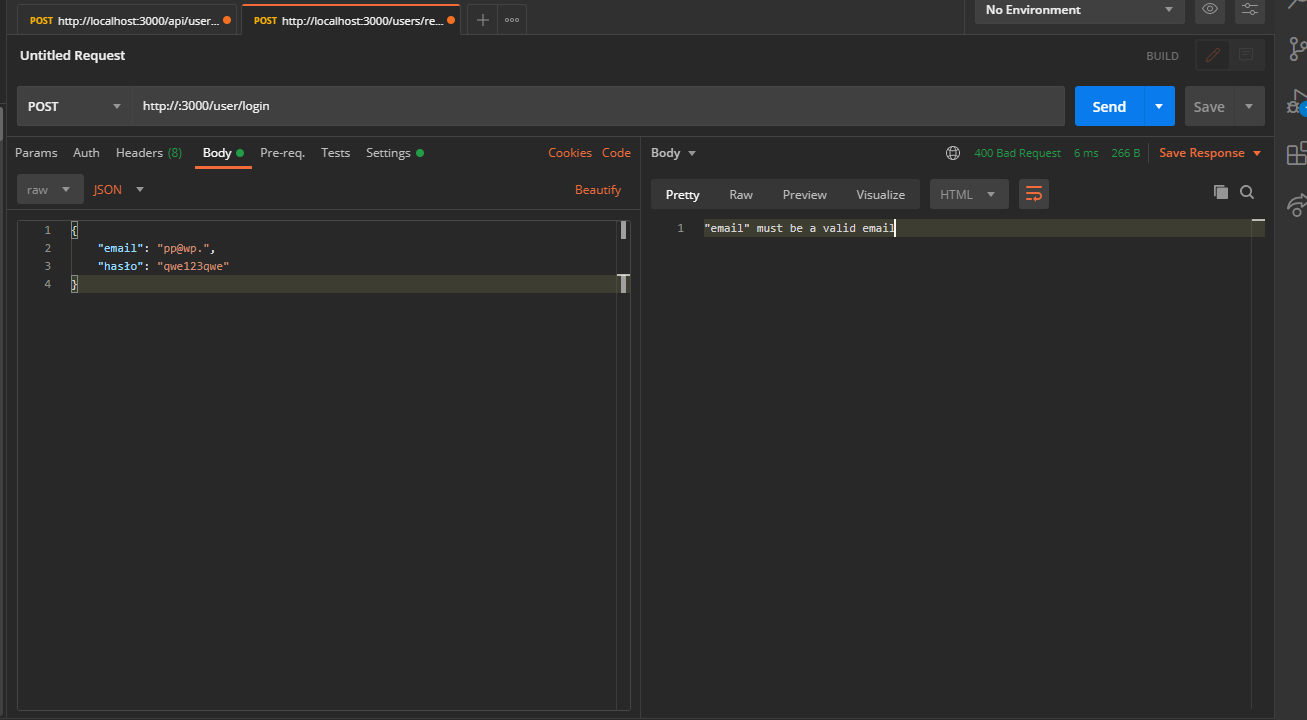 POST http://localhost:3000/api/user...
POST http://localhost:3000/users/re...
No Environment
Untitled Request
BUILD
POST
http://:3000/user/login
Send
Save
Params
Auth
Headers (8)
Body
Pre-req.
Tests
Settings
Cookies
Code
Body
400 Bad Request
6 ms
266 B
Save Response
raw
JSON
Beautify
Pretty
Raw
Preview
Visualize
HTML
1 {
2 "email": "pp@wp.",
3 "hasło": "qwe123qwe"
4 }
1 "email" must be a valid email